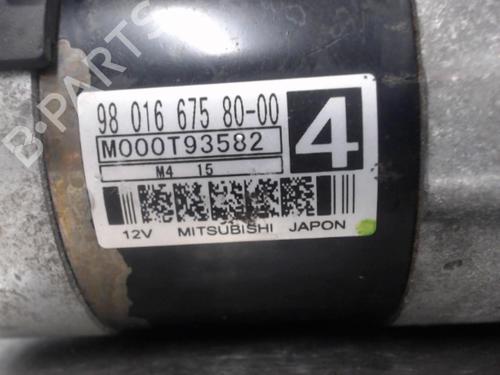 98 016 675 80-00
4
M000T93582
M4 15
12V MITSUBISHI JAPON
B-PARTS